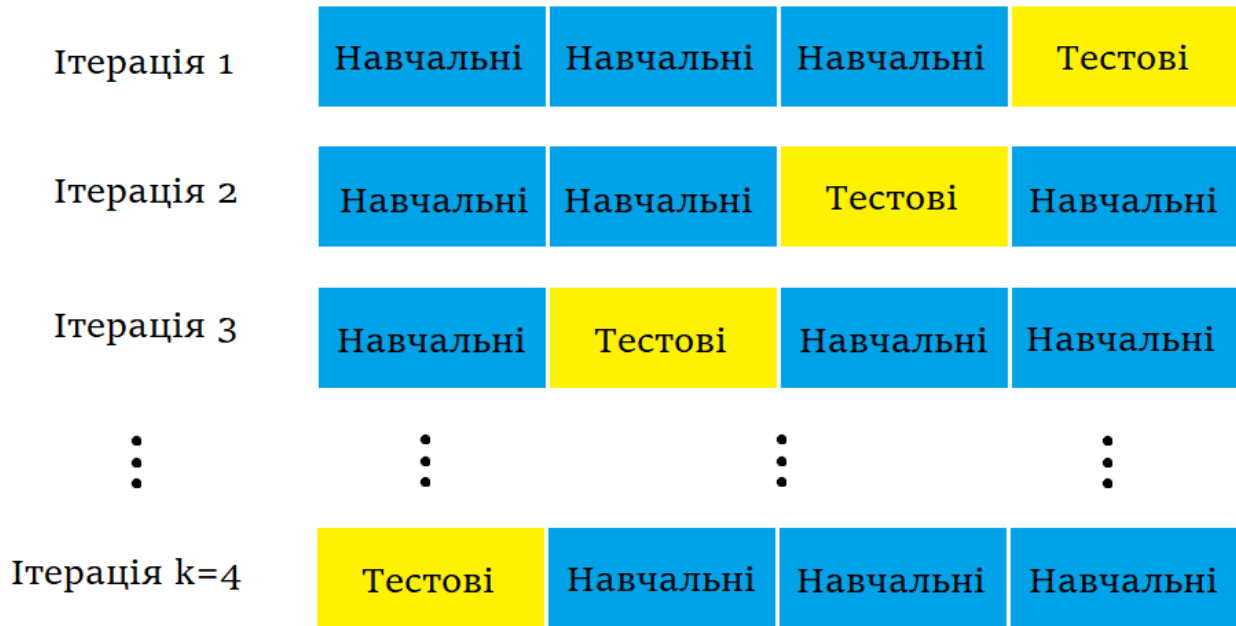 Ітерація 1 Навчальні Навчальні Навчальні Тестові
Ітерація 2 Навчальні Навчальні Тестові Навчальні
Ітерація 3 Навчальні Тестові Навчальні Навчальні
Ітерація k=4 Тестові Навчальні Навчальні Навчальні